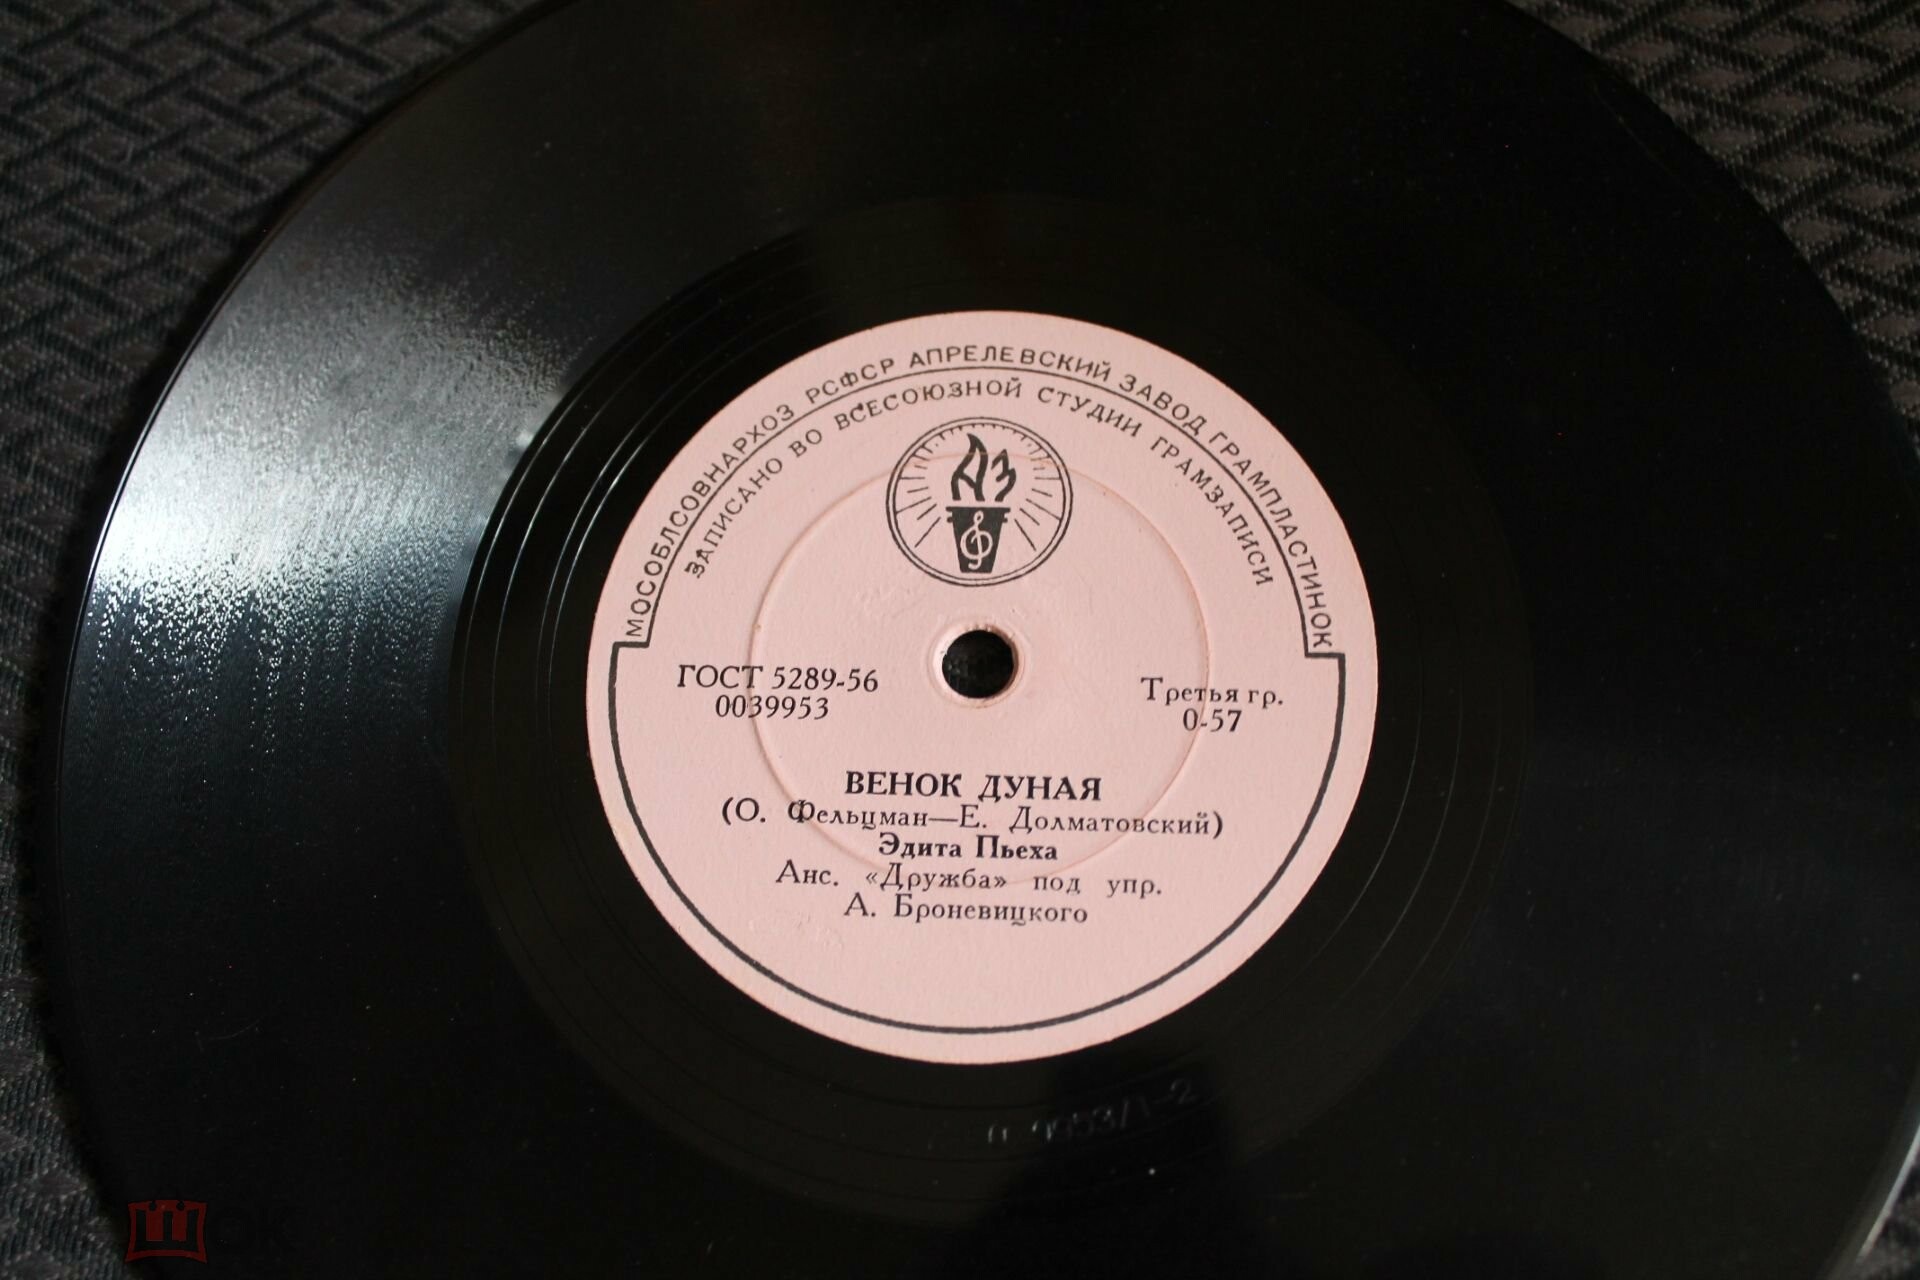 МОСОБЛСОВНАРХОЗ РСФСР АПРЕЛЕВСКИЙ ЗАВОД ГРАМПЛАСТИНОК
ЗАПИСАНО ВО ВСЕСОЮЗНОЙ СТУДИИ ГРАМЗАПИСИ
АЗ
ГОСТ 5289-56
0039953
Третья гр.
0-57
ВЕНОК ДУНАЯ
(О. Фельцман—Е. Долматовский)
Эдита Пьеха
Анс. «Дружба» под упр.
А. Броневицкого